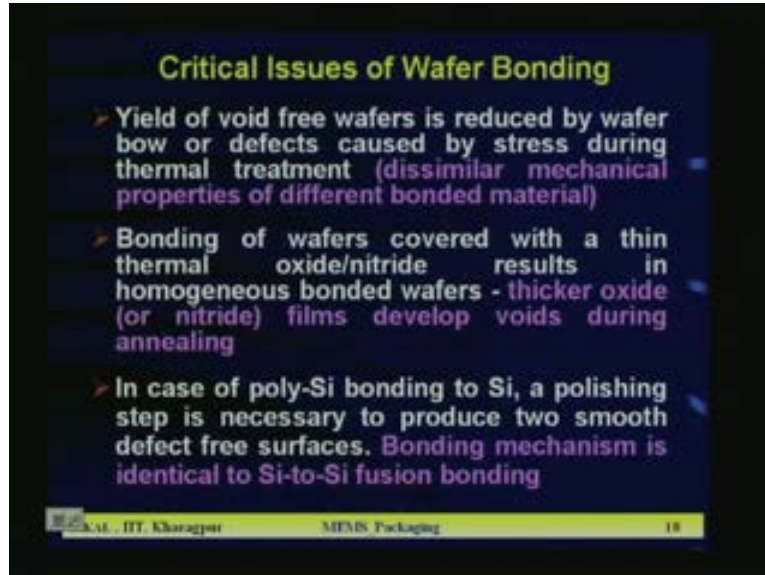 Critical Issues of Wafer Bonding
Yield of void free wafers is reduced by wafer
bow or defects caused by stress during
thermal treatment (dissimilar mechanical
properties of different bonded material)
Bonding of wafers covered with a thin
thermal oxide/nitride results in
homogeneous bonded wafers - thicker oxide
(or nitride) films develop voids during
annealing
In case of poly-Si bonding to Si, a polishing
step is necessary to produce two smooth
defect free surfaces. Bonding mechanism is
identical to Si-to-Si fusion bonding
KAL, IIT, Kharagpur MEMS Packaging 18